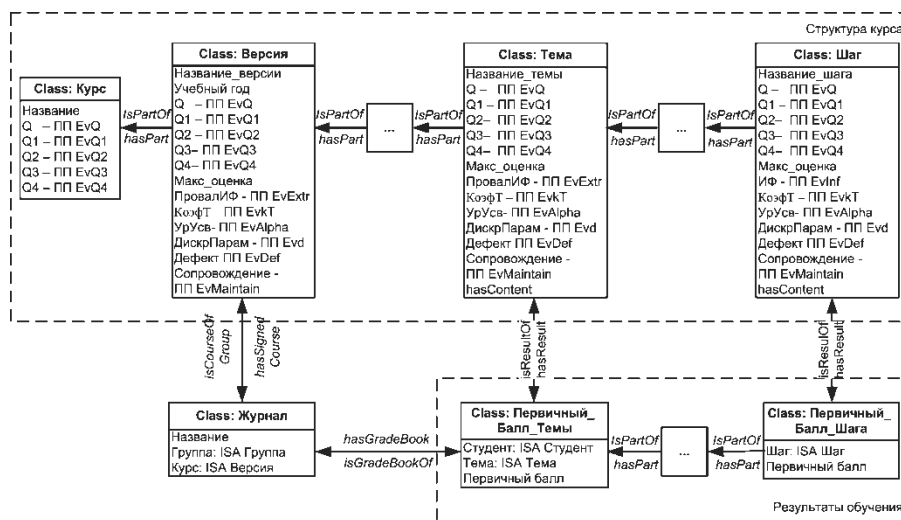 Структура курса
Class: Курс
Название
Q – ПП EvQ
Q1 – ПП EvQ1
Q2 – ПП EvQ2
Q3 – ПП EvQ3
Q4 – ПП EvQ4
isPartOf
hasPart
Class: Версия
Название_версии
Учебный год
Q – ПП EvQ
Q1 – ПП EvQ1
Q2 – ПП EvQ2
Q3– ПП EvQ3
Q4– ПП EvQ4
Макс_оценка
ПровалИФ - ПП EvExtr
КоэфТ – ПП EvkT
УрУсв- ПП EvAlpha
ДискрПарам - ПП Evd
Дефект ПП EvDef
Сопровождение -
ПП EvMaintain
isPartOf
hasPart
...
isPartOf
hasPart
Class: Тема
Название_темы
Q – ПП EvQ
Q1 – ПП EvQ1
Q2– ПП EvQ2
Q3– ПП EvQ3
Q4– ПП EvQ4
Макс_оценка
ПровалИФ - ПП EvExtr
КоэфТ – ПП EvkT
УрУсв- ПП EvAlpha
ДискрПарам - ПП Evd
Дефект ПП EvDef
Сопровождение -
ПП EvMaintain
hasContent
isPartOf
hasPart
...
isPartOf
hasPart
Class: Шаг
Название_шага
Q – ПП EvQ
Q1 – ПП EvQ1
Q2– ПП EvQ2
Q3– ПП EvQ3
Q4– ПП EvQ4
Макс_оценка
ИФ - ПП EvInf
КоэфТ – ПП EvkT
УрУсв- ПП EvAlpha
ДискрПарам - ПП Evd
Дефект ПП EvDef
Сопровождение -
ПП EvMaintain
hasContent
isCourseOf
Group
hasSigned
Course
isResultOf
hasResult
isResulOf
hasResult
Class: Журнал
Название
Группа: ISA Группа
Курс: ISA Версия
hasGradeBook
isGradeBookOf
Class: Первичный_
Балл_Темы
Студент: ISA Студент
Тема: ISA Тема
Первичный балл
isPartOf
hasPart
...
isPartOf
hasPart
Class: Первичный_
Балл_Шага
Шаг: ISA Шаг
Первичный балл
Результаты обучения